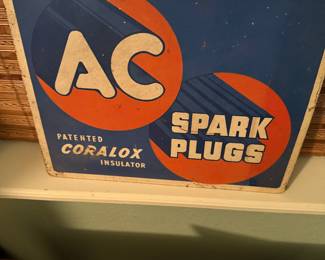 AC
SPARK
PLUGS
PATENTED
CORALOX
INSULATOR